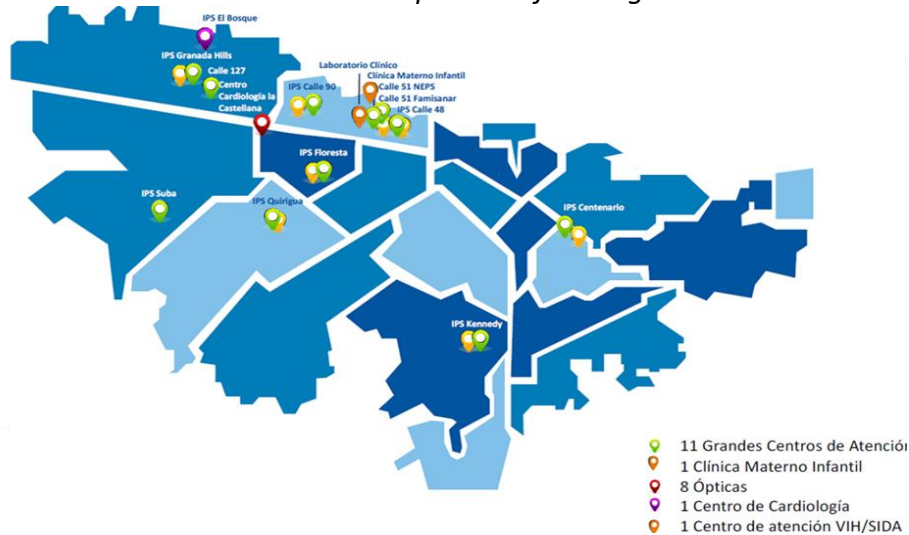 IPS El Bosque
IPS Granada Hills
Calle 127
Centro
Cardiología la
Castellana
Laboratorio Clínico
Clínica Materno Infantil
Calle 51 NEPS
Calle 51 Famisanar
IPS Calle 90
IPS Calle 48
IPS Floresta
IPS Suba
IPS Quirigua
IPS Centenario
IPS Kennedy
11 Grandes Centros de Atención
1 Clínica Materno Infantil
8 Ópticas
1 Centro de Cardiología
1 Centro de atención VIH/SIDA